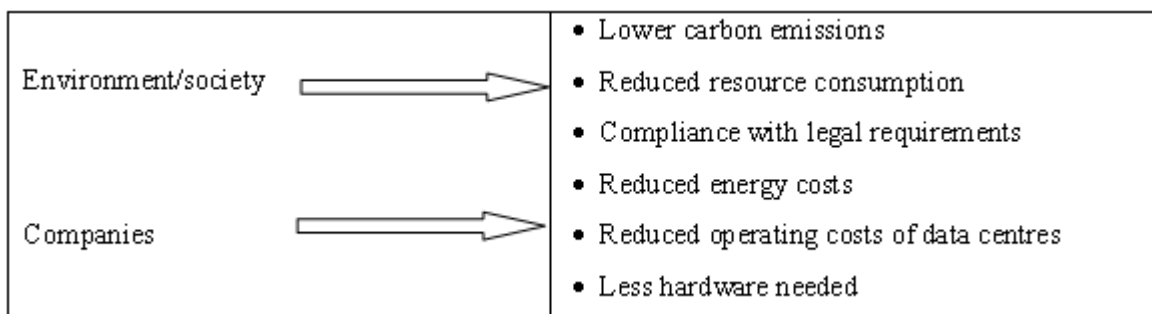 Environment/society
Companies
• Lower carbon emissions
• Reduced resource consumption
• Compliance with legal requirements
• Reduced energy costs
• Reduced operating costs of data centres
• Less hardware needed